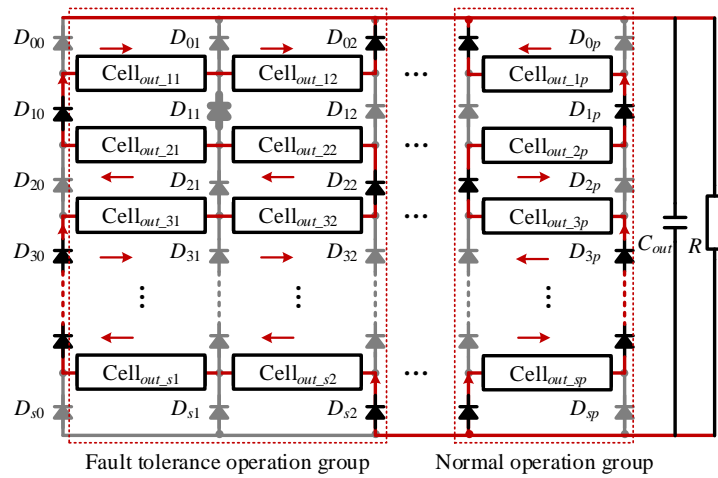 D00 D01 D02 D0p
Cellout_11 Cellout_12 ... Cellout_1p
D10 D11 D12 D1p
Cellout_21 Cellout_22 ... Cellout_2p
D20 D21 D22 D2p
Cellout_31 Cellout_32 ... Cellout_3p
D30 D31 D32 D3p
Cout R
Cellout_s1 Cellout_s2 ... Cellout_sp
Ds0 Ds1 Ds2 Dsp
Fault tolerance operation group Normal operation group